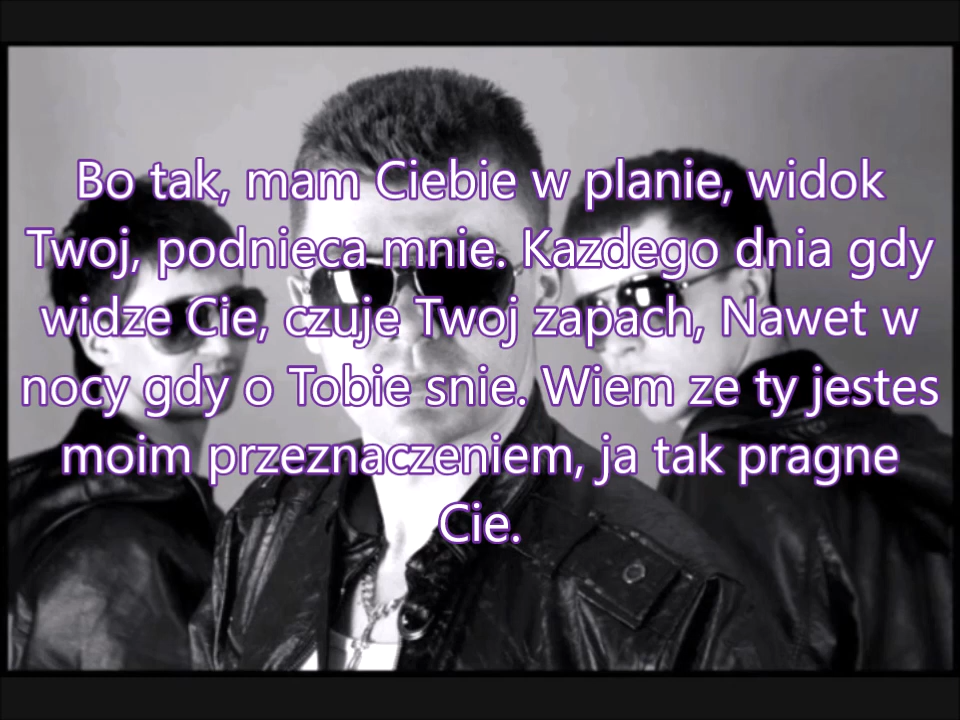 Bo tak, mam Ciebie w planie, widok
Twoj, podnieca mnie. Kazdego dnia gdy
widze Cie, czuje Twoj zapach, Nawet w
nocy gdy o Tobie snie. Wiem ze ty jestes
moim przeznaczeniem, ja tak pragne
Cie.